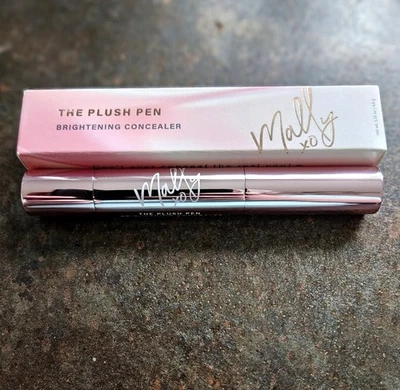 THE PLUSH PEN
BRIGHTENING CONCEALER
Mally
xo
Mally
xo
THE PLUSH PEN